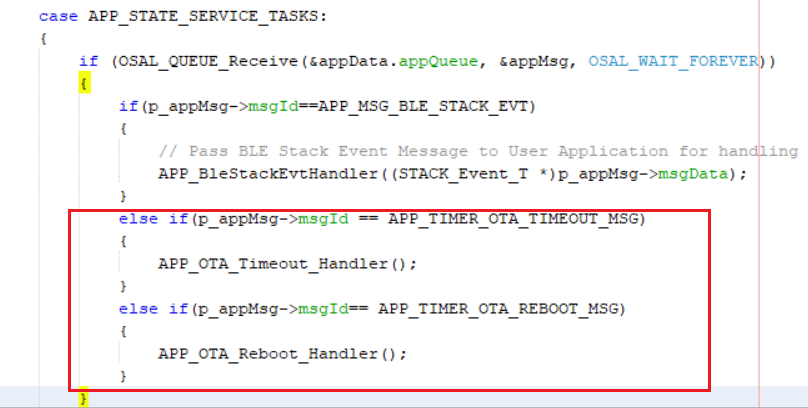 case APP_STATE_SERVICE_TASKS:
{
if (OSAL_QUEUE_Receive(&appData.appQueue, &appMsg, OSAL_WAIT_FOREVER))
{
if(p_appMsg->msgId==APP_MSG_BLE_STACK_EVT)
{
// Pass BLE Stack Event Message to User Application for handling
APP_BleStackEvtHandler((STACK_Event_T *)p_appMsg->msgData);
}
else if(p_appMsg->msgId == APP_TIMER_OTA_TIMEOUT_MSG)
{
APP_OTA_Timeout_Handler();
}
else if(p_appMsg->msgId== APP_TIMER_OTA_REBOOT_MSG)
{
APP_OTA_Reboot_Handler();
}
}